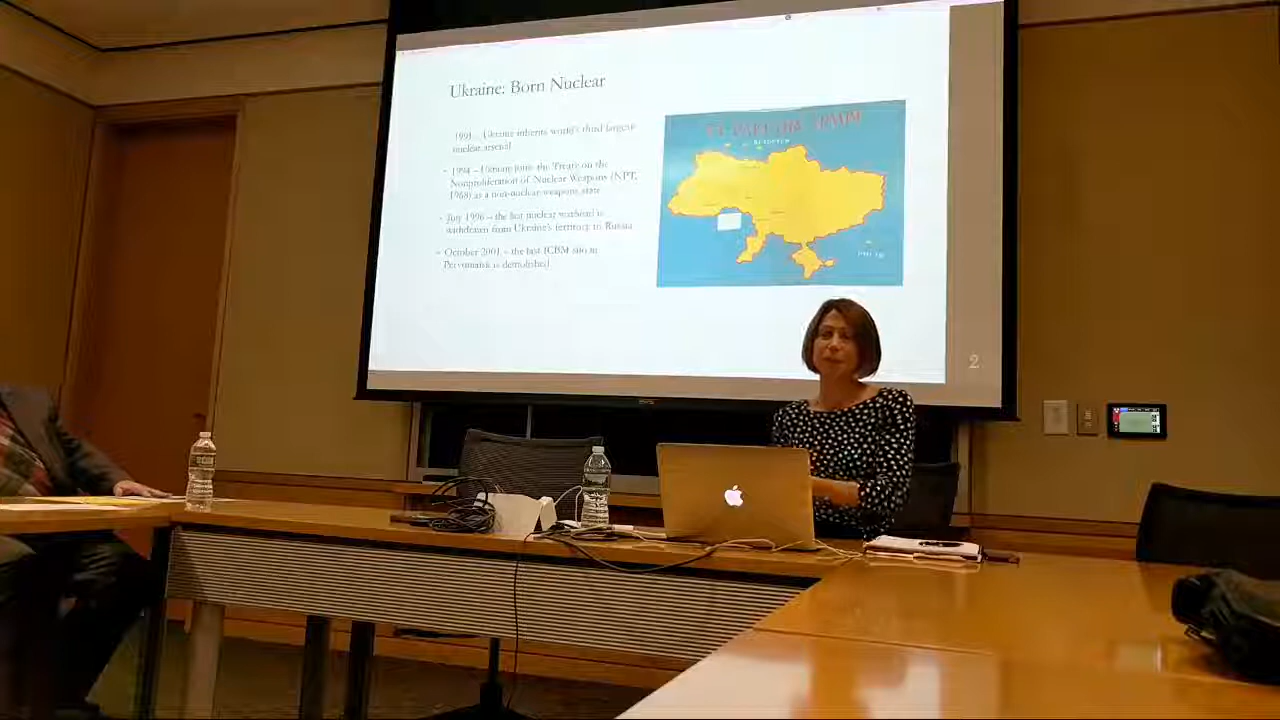 Ukraine: Born Nuclear
1991 – Ukraine inherits world's third largest
nuclear arsenal
- 1994 – Ukraine joins the Treaty on the
Nonproliferation of Nuclear Weapons (NPT,
1968) as a non-nuclear-weapons state
- July 1996 – the last nuclear warhead is
withdrawn from Ukraine's territory to Russia
- October 2001 – the last ICBM silo in
Pervomaisk is demolished
2